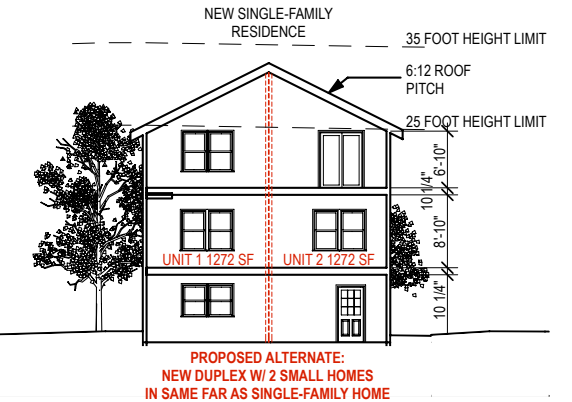 NEW SINGLE-FAMILY
RESIDENCE
35 FOOT HEIGHT LIMIT
6:12 ROOF
PITCH
25 FOOT HEIGHT LIMIT
6'-10"
10 1/4"
8'-10"
10 1/4"
UNIT 1 1272 SF
UNIT 2 1272 SF
PROPOSED ALTERNATE:
NEW DUPLEX W/ 2 SMALL HOMES
IN SAME FAR AS SINGLE-FAMILY HOME